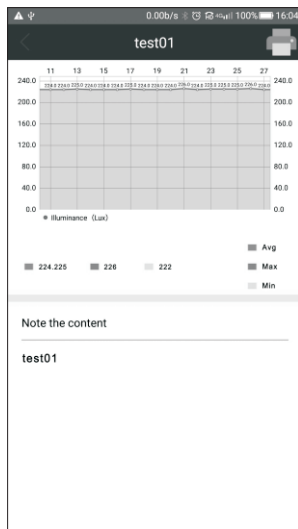 0.00b/s 4G 100% 16:04
test01
11 13 15 17 19 21 23 25 27
240.0 240.0
200.0 200.0
160.0 160.0
120.0 120.0
80.0 80.0
40.0 40.0
0.0 0.0
Illuminance (Lux)
Avg
224.225 226 222 Max
Min
Note the content
test01